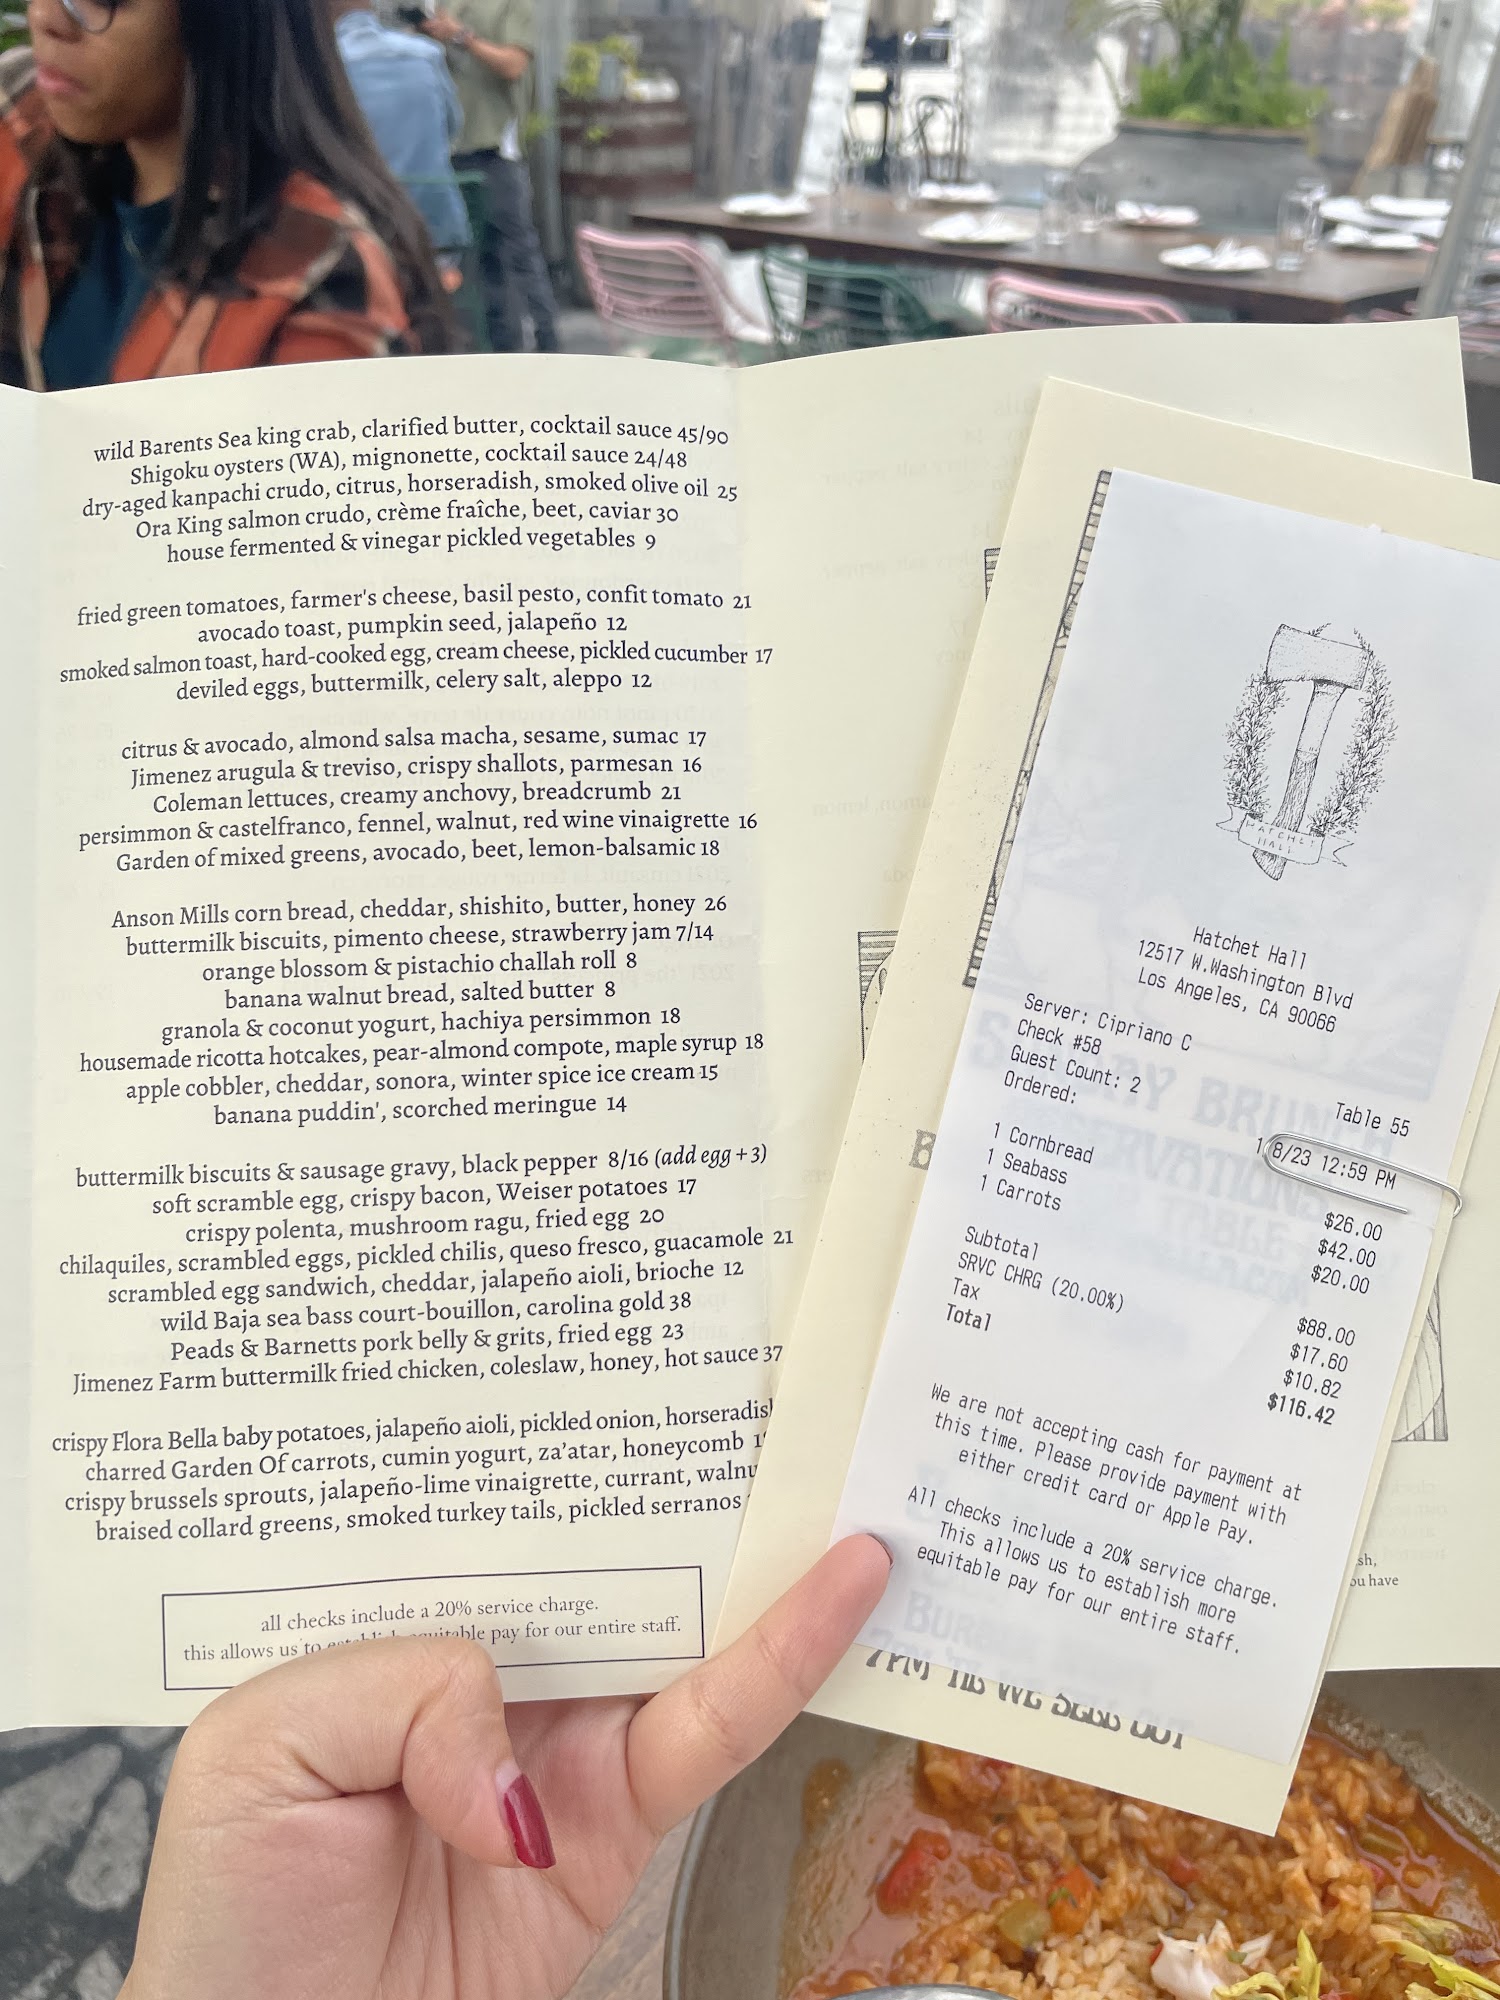 wild Barents Sea king crab, clarified butter, cocktail sauce 45/90
Shigoku oysters (WA), mignonette, cocktail sauce 24/48
dry-aged kanpachi crudo, citrus, horseradish, smoked olive oil 25
Ora King salmon crudo, crème fraîche, beet, caviar 30
house fermented & vinegar pickled vegetables 9
fried green tomatoes, farmer's cheese, basil pesto, confit tomato 21
avocado toast, pumpkin seed, jalapeño 12
smoked salmon toast, hard-cooked egg, cream cheese, pickled cucumber 17
deviled eggs, buttermilk, celery salt, aleppo 12
citrus & avocado, almond salsa macha, sesame, sumac 17
Jimenez arugula & treviso, crispy shallots, parmesan 16
Coleman lettuces, creamy anchovy, breadcrumb 21
persimmon & castelfranco, fennel, walnut, red wine vinaigrette 16
Garden of mixed greens, avocado, beet, lemon-balsamic 18
Anson Mills corn bread, cheddar, shishito, butter, honey 26
buttermilk biscuits, pimento cheese, strawberry jam 7/14
orange blossom & pistachio challah roll 8
banana walnut bread, salted butter 8
granola & coconut yogurt, hachiya persimmon 18
housemade ricotta hotcakes, pear-almond compote, maple syrup 18
apple cobbler, cheddar, sonora, winter spice ice cream 15
banana puddin', scorched meringue 14
buttermilk biscuits & sausage gravy, black pepper 8/16 (add egg + 3)
soft scramble egg, crispy bacon, Weiser potatoes 17
crispy polenta, mushroom ragu, fried egg 20
chilaquiles, scrambled eggs, pickled chilis, queso fresco, guacamole 21
scrambled egg sandwich, cheddar, jalapeño aioli, brioche 12
wild Baja sea bass court-bouillon, carolina gold 38
Peads & Barnetts pork belly & grits, fried egg 23
Jimenez Farm buttermilk fried chicken, coleslaw, honey, hot sauce 37
crispy Flora Bella baby potatoes, jalapeño aioli, pickled onion,
charred Garden Of carrots, cumin yogurt, za'atar, honeycomb
crispy brussels sprouts, jalapeño-lime vinaigrette, currant,
braised collard greens, smoked turkey tails, pickled serranos
all checks include a 20% service charge.
this allows us to equitable pay for our entire staff.
HATCHET
HALL
Hatchet Hall
12517 W.Washington Blvd
Los Angeles, CA 90066
Server: Cipriano C
Check #58 Table 55
Guest Count: 2 1/8/23 12:59 PM
Ordered:
1 Cornbread $26.00
1 Seabass $42.00
1 Carrots $20.00
Subtotal $88.00
SRVC CHRG (20.00%) $17.60
Tax $10.82
Total $116.42
We are not accepting cash for payment at
this time. Please provide payment with
either credit card or Apple Pay.
All checks include a 20% service charge.
This allows us to establish more
equitable pay for our entire staff.
7PM 'TIL WE SELL OUT